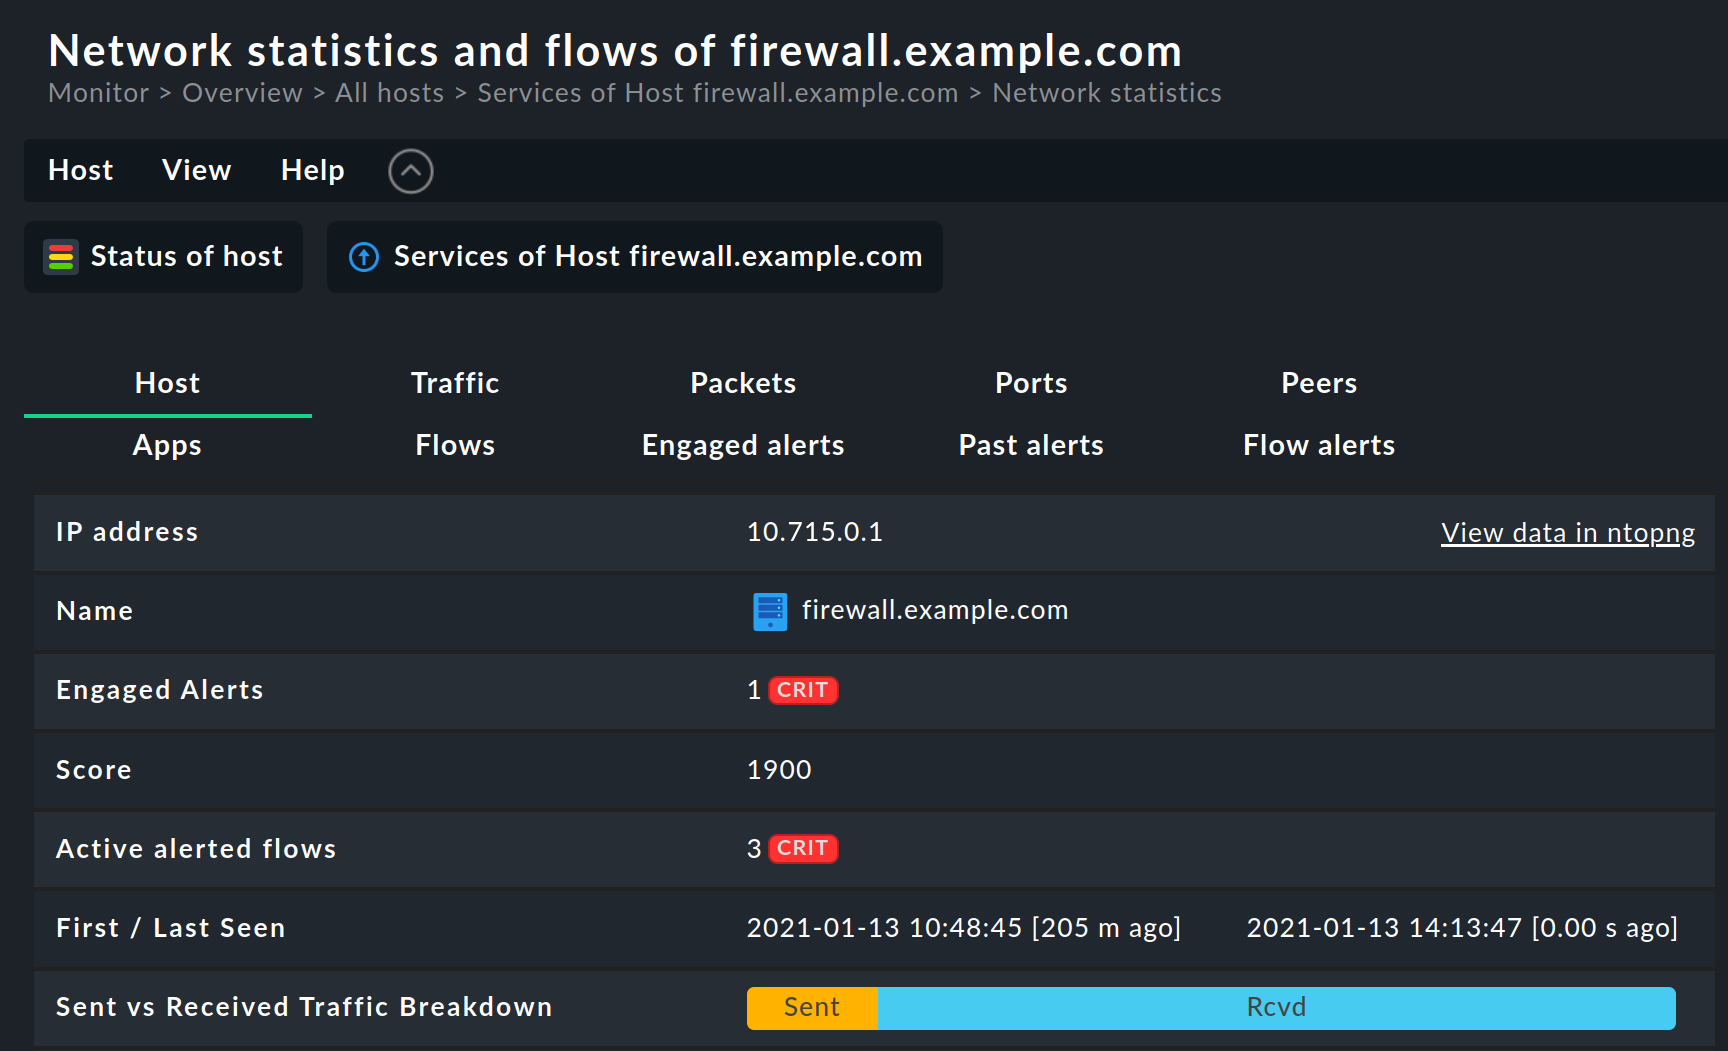 Network statistics and flows of firewall.example.com
Monitor > Overview > All hosts > Services of Host firewall.example.com > Network statistics
Host View Help
Status of host Services of Host firewall.example.com
Host Traffic Packets Ports Peers
Apps Flows Engaged alerts Past alerts Flow alerts
IP address 10.715.0.1 View data in ntopng
Name firewall.example.com
Engaged Alerts 1 CRIT
Score 1900
Active alerted flows 3 CRIT
First / Last Seen 2021-01-13 10:48:45 [205 m ago] 2021-01-13 14:13:47 [0.00 s ago]
Sent vs Received Traffic Breakdown Sent Rcvd